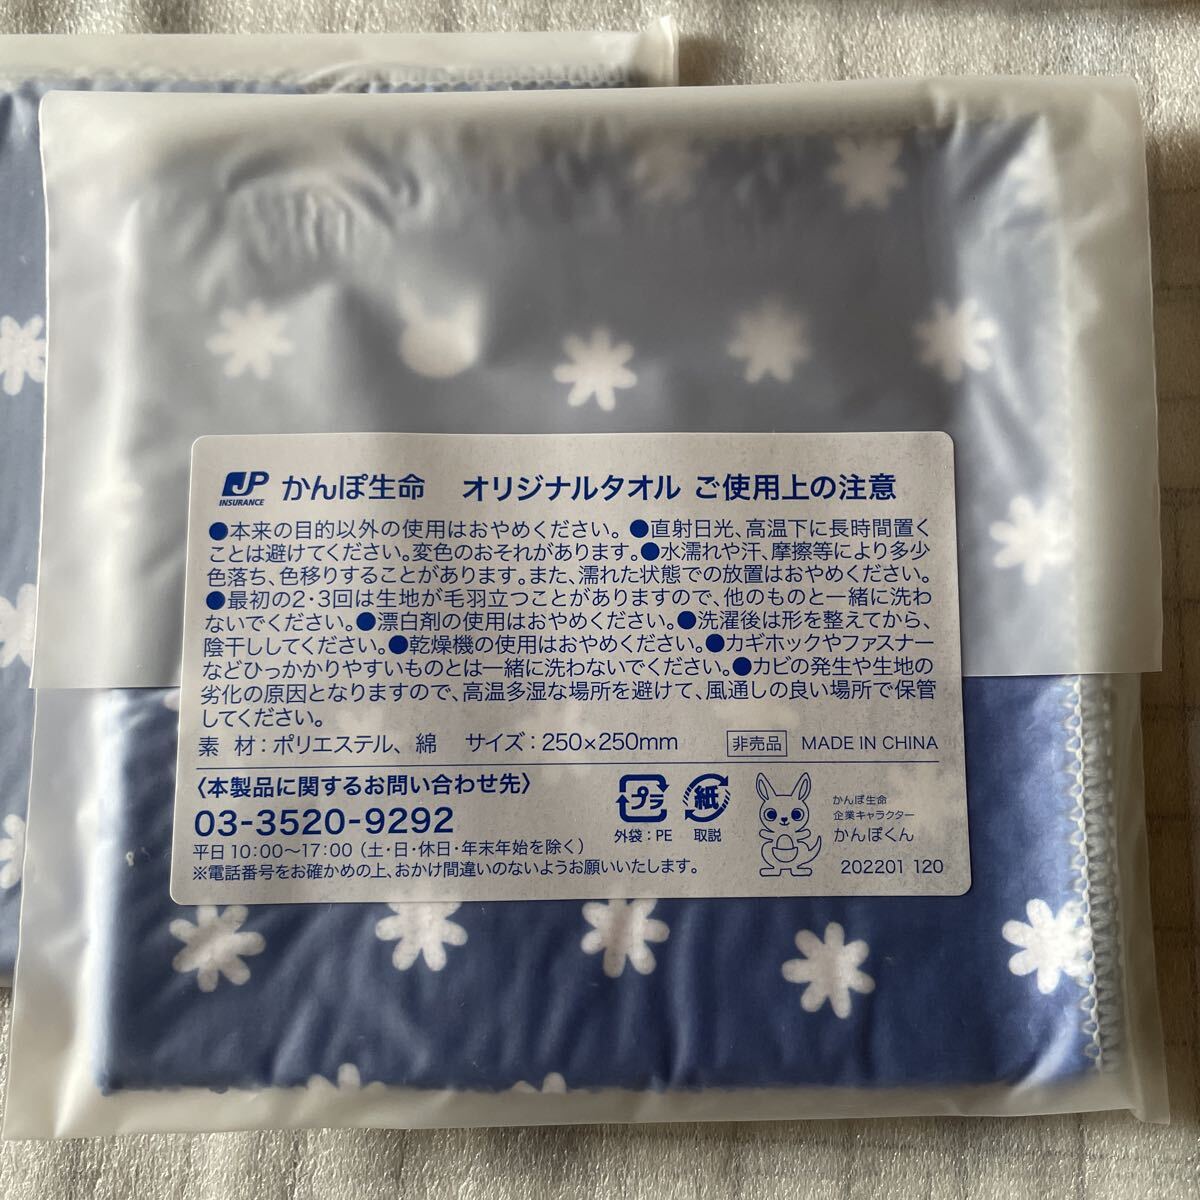 JP
INSURANCE
かんぽ生命 オリジナルタオル ご使用上の注意
●本来の目的以外の使用はおやめください。●直射日光、高温下に長時間置く
ことは避けてください。変色のおそれがあります。●水濡れや汗、摩擦等により多少
色落ち、色移りすることがあります。また、濡れた状態での放置はおやめください。
●最初の2・3回は生地が毛羽立つことがありますので、他のものと一緒に洗わ
ないでください。●漂白剤の使用はおやめください。●洗濯後は形を整えてから、
陰干ししてください。●乾燥機の使用はおやめください。●カギホックやファスナー
などひっかかりやすいものとは一緒に洗わないでください。●カビの発生や生地の
劣化の原因となりますので、高温多湿な場所を避けて、風通しの良い場所で保管
してください。
素 材：ポリエステル、綿 サイズ：250×250mm 非売品 MADE IN CHINA
〈本製品に関するお問い合わせ先〉
03-3520-9292
平日10:00〜17:00（土・日・休日・年末年始を除く）
※電話番号をお確かめの上、おかけ間違いのないようお願いいたします。
プラ
外袋：PE
紙
取説
かんぽ生命
企業キャラクター
かんぽくん
202201 120